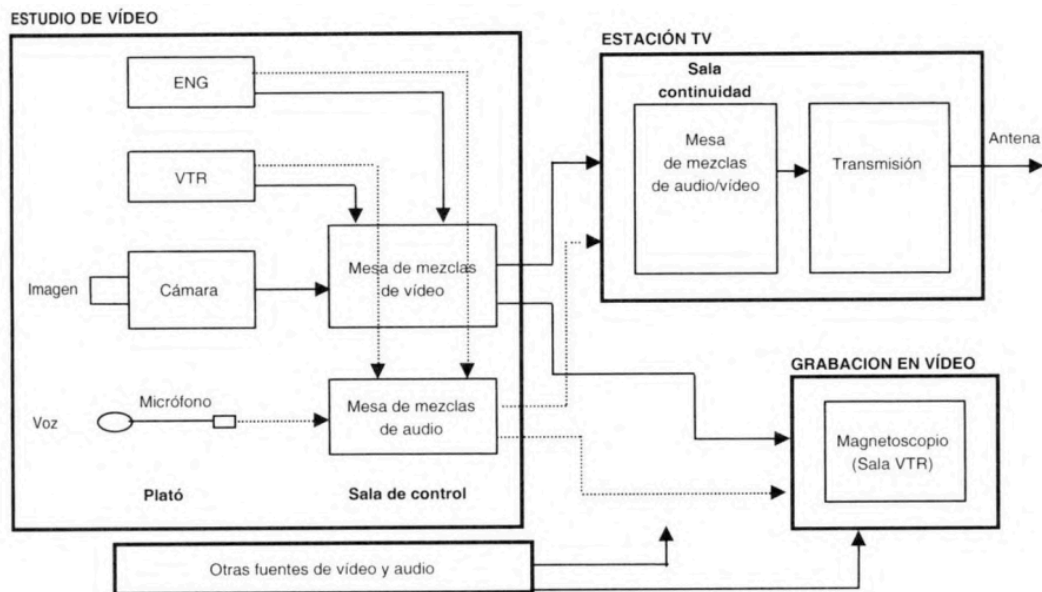 ESTUDIO DE VÍDEO
ENG
VTR
Imagen
Cámara
Mesa de mezclas
de vídeo
Voz
Micrófono
Mesa de mezclas
de audio
Plató
Sala de control
Otras fuentes de vídeo y audio
ESTACIÓN TV
Sala
continuidad
Mesa
de mezclas
de audio/vídeo
Transmisión
Antena
GRABACION EN VÍDEO
Magnetoscopio
(Sala VTR)